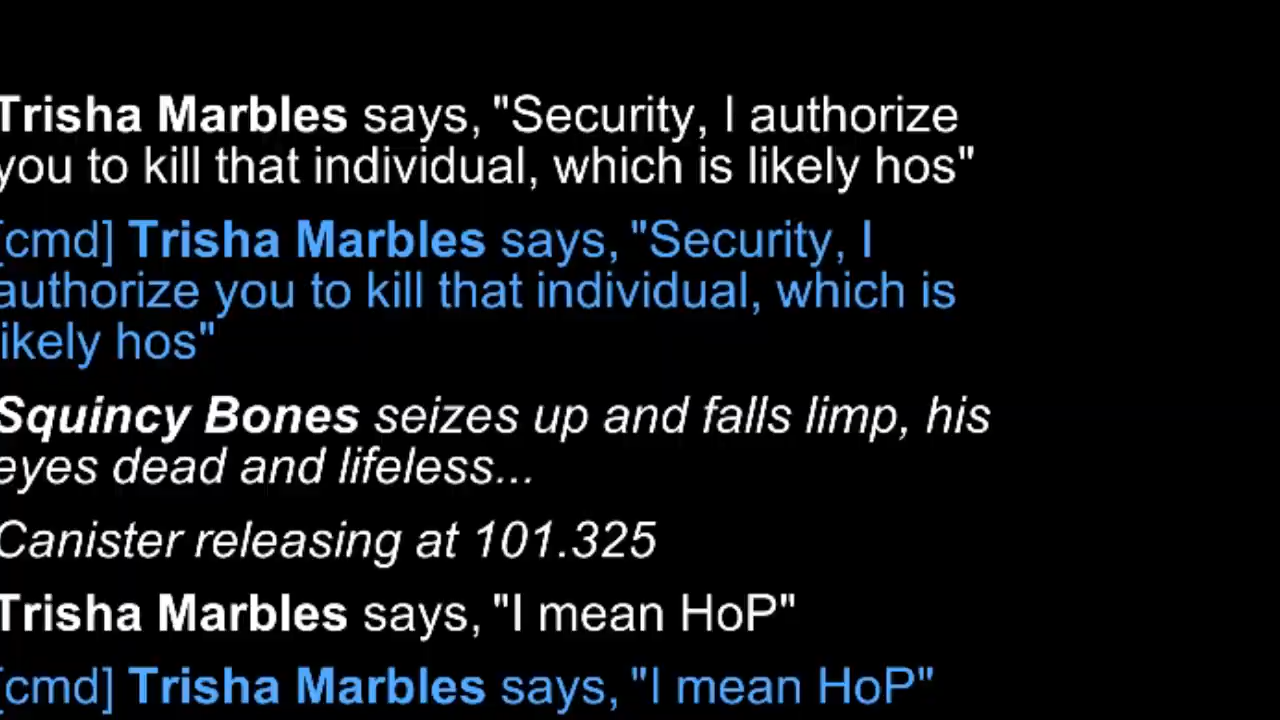 Trisha Marbles says, "Security, I authorize
you to kill that individual, which is likely hos"
[cmd] Trisha Marbles says, "Security, I
authorize you to kill that individual, which is
likely hos"
Squincy Bones seizes up and falls limp, his
eyes dead and lifeless...
Canister releasing at 101.325
Trisha Marbles says, "I mean HoP"
[cmd] Trisha Marbles says, "I mean HoP"